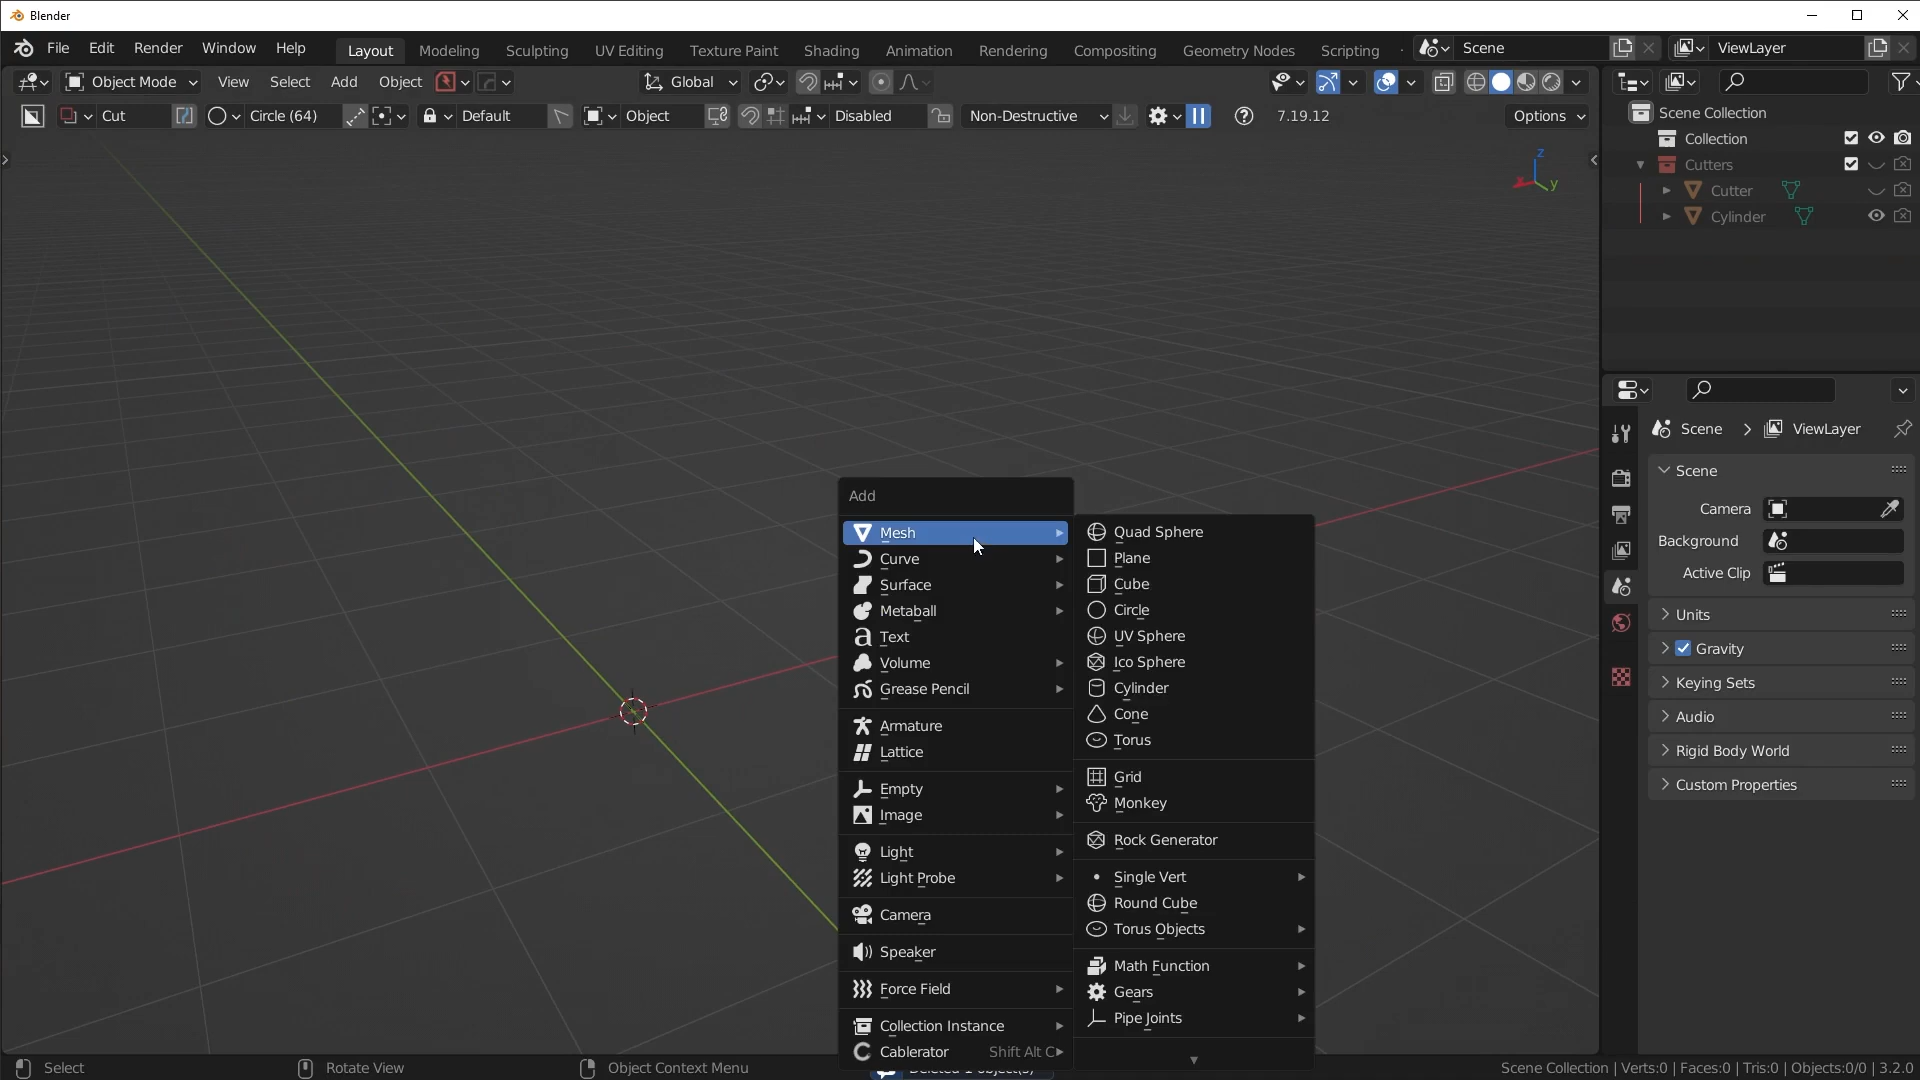 Blender
File Edit Render Window Help Layout Modeling Sculpting UV Editing Texture Paint Shading Animation Rendering Compositing Geometry Nodes Scripting Scene ViewLayer
Object Mode View Select Add Object Global
Cut Circle (64) Default Object Disabled Non-Destructive 7.19.12 Options
Scene Collection
Collection
Cutters
Cutter
Cylinder
z
y
Scene > ViewLayer
Scene
Camera
Background
Active Clip
Units
Gravity
Keying Sets
Audio
Rigid Body World
Custom Properties
Add
Mesh
Curve
Surface
Metaball
Text
Volume
Grease Pencil
Armature
Lattice
Empty
Image
Light
Light Probe
Camera
Speaker
Force Field
Collection Instance
Cablerator Shift Alt C
Quad Sphere
Plane
Cube
Circle
UV Sphere
Ico Sphere
Cylinder
Cone
Torus
Grid
Monkey
Rock Generator
Single Vert
Round Cube
Torus Objects
Math Function
Gears
Pipe Joints
Select Rotate View Object Context Menu Deleted 1 object(s) Scene Collection | Verts:0 | Faces:0 | Tris:0 | Objects:0/0 | 3.2.0